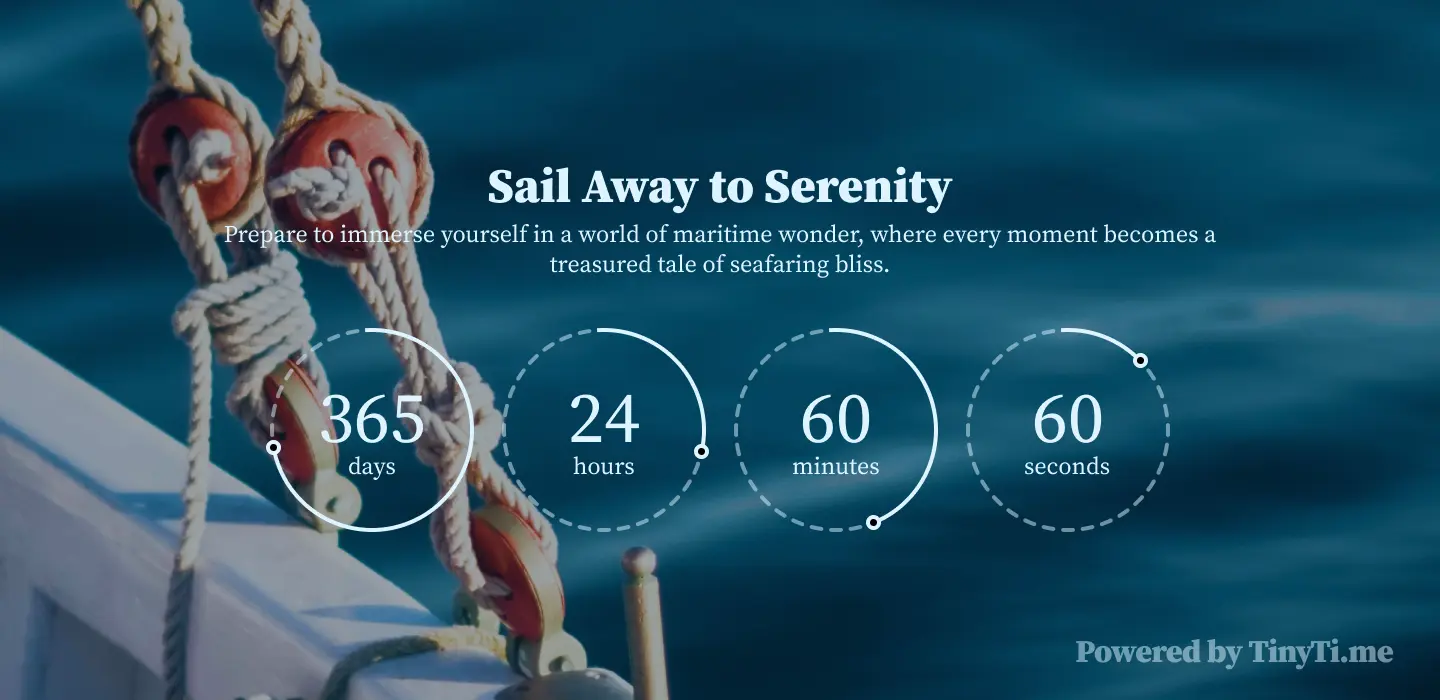 Sail Away to Serenity
Prepare to immerse yourself in a world of maritime wonder, where every moment becomes a
treasured tale of seafaring bliss.
365 24 60 60
days hours minutes seconds
Powered by TinyTi.me